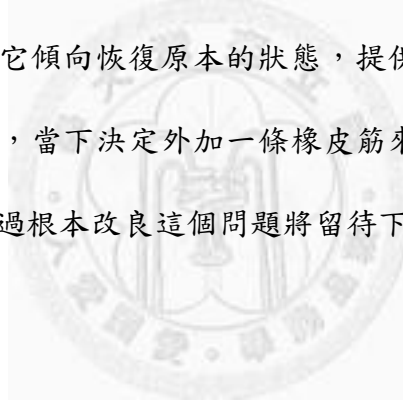 它傾向恢復原本的狀態，提供
，當下決定外加一條橡皮筋來
過根本改良這個問題將留待下